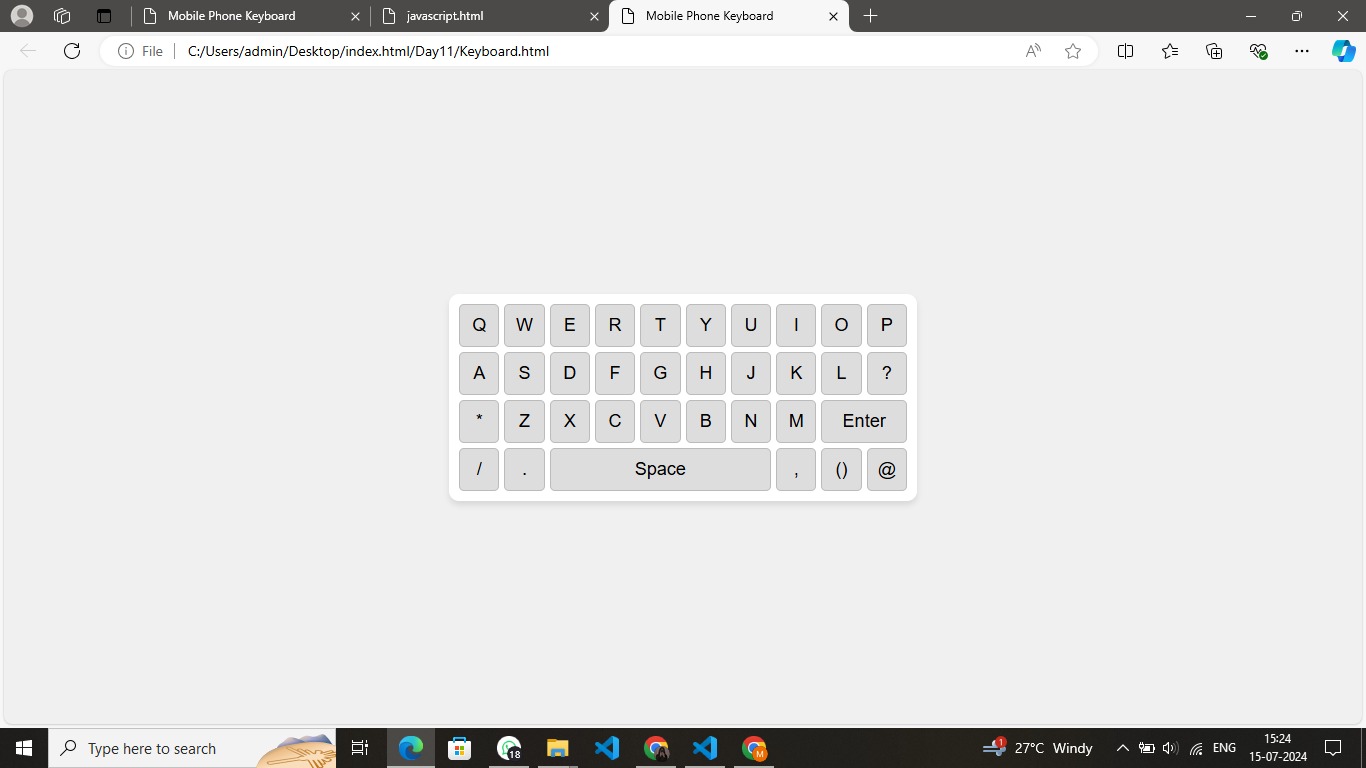 Mobile Phone Keyboard
javascript.html
Mobile Phone Keyboard
File C:/Users/admin/Desktop/index.html/Day11/Keyboard.html
Q W E R T Y U I O P
A S D F G H J K L ?
* Z X C V B N M Enter
/ . Space , () @
Type here to search
18
M
1
27°C Windy
ENG
15:24
15-07-2024